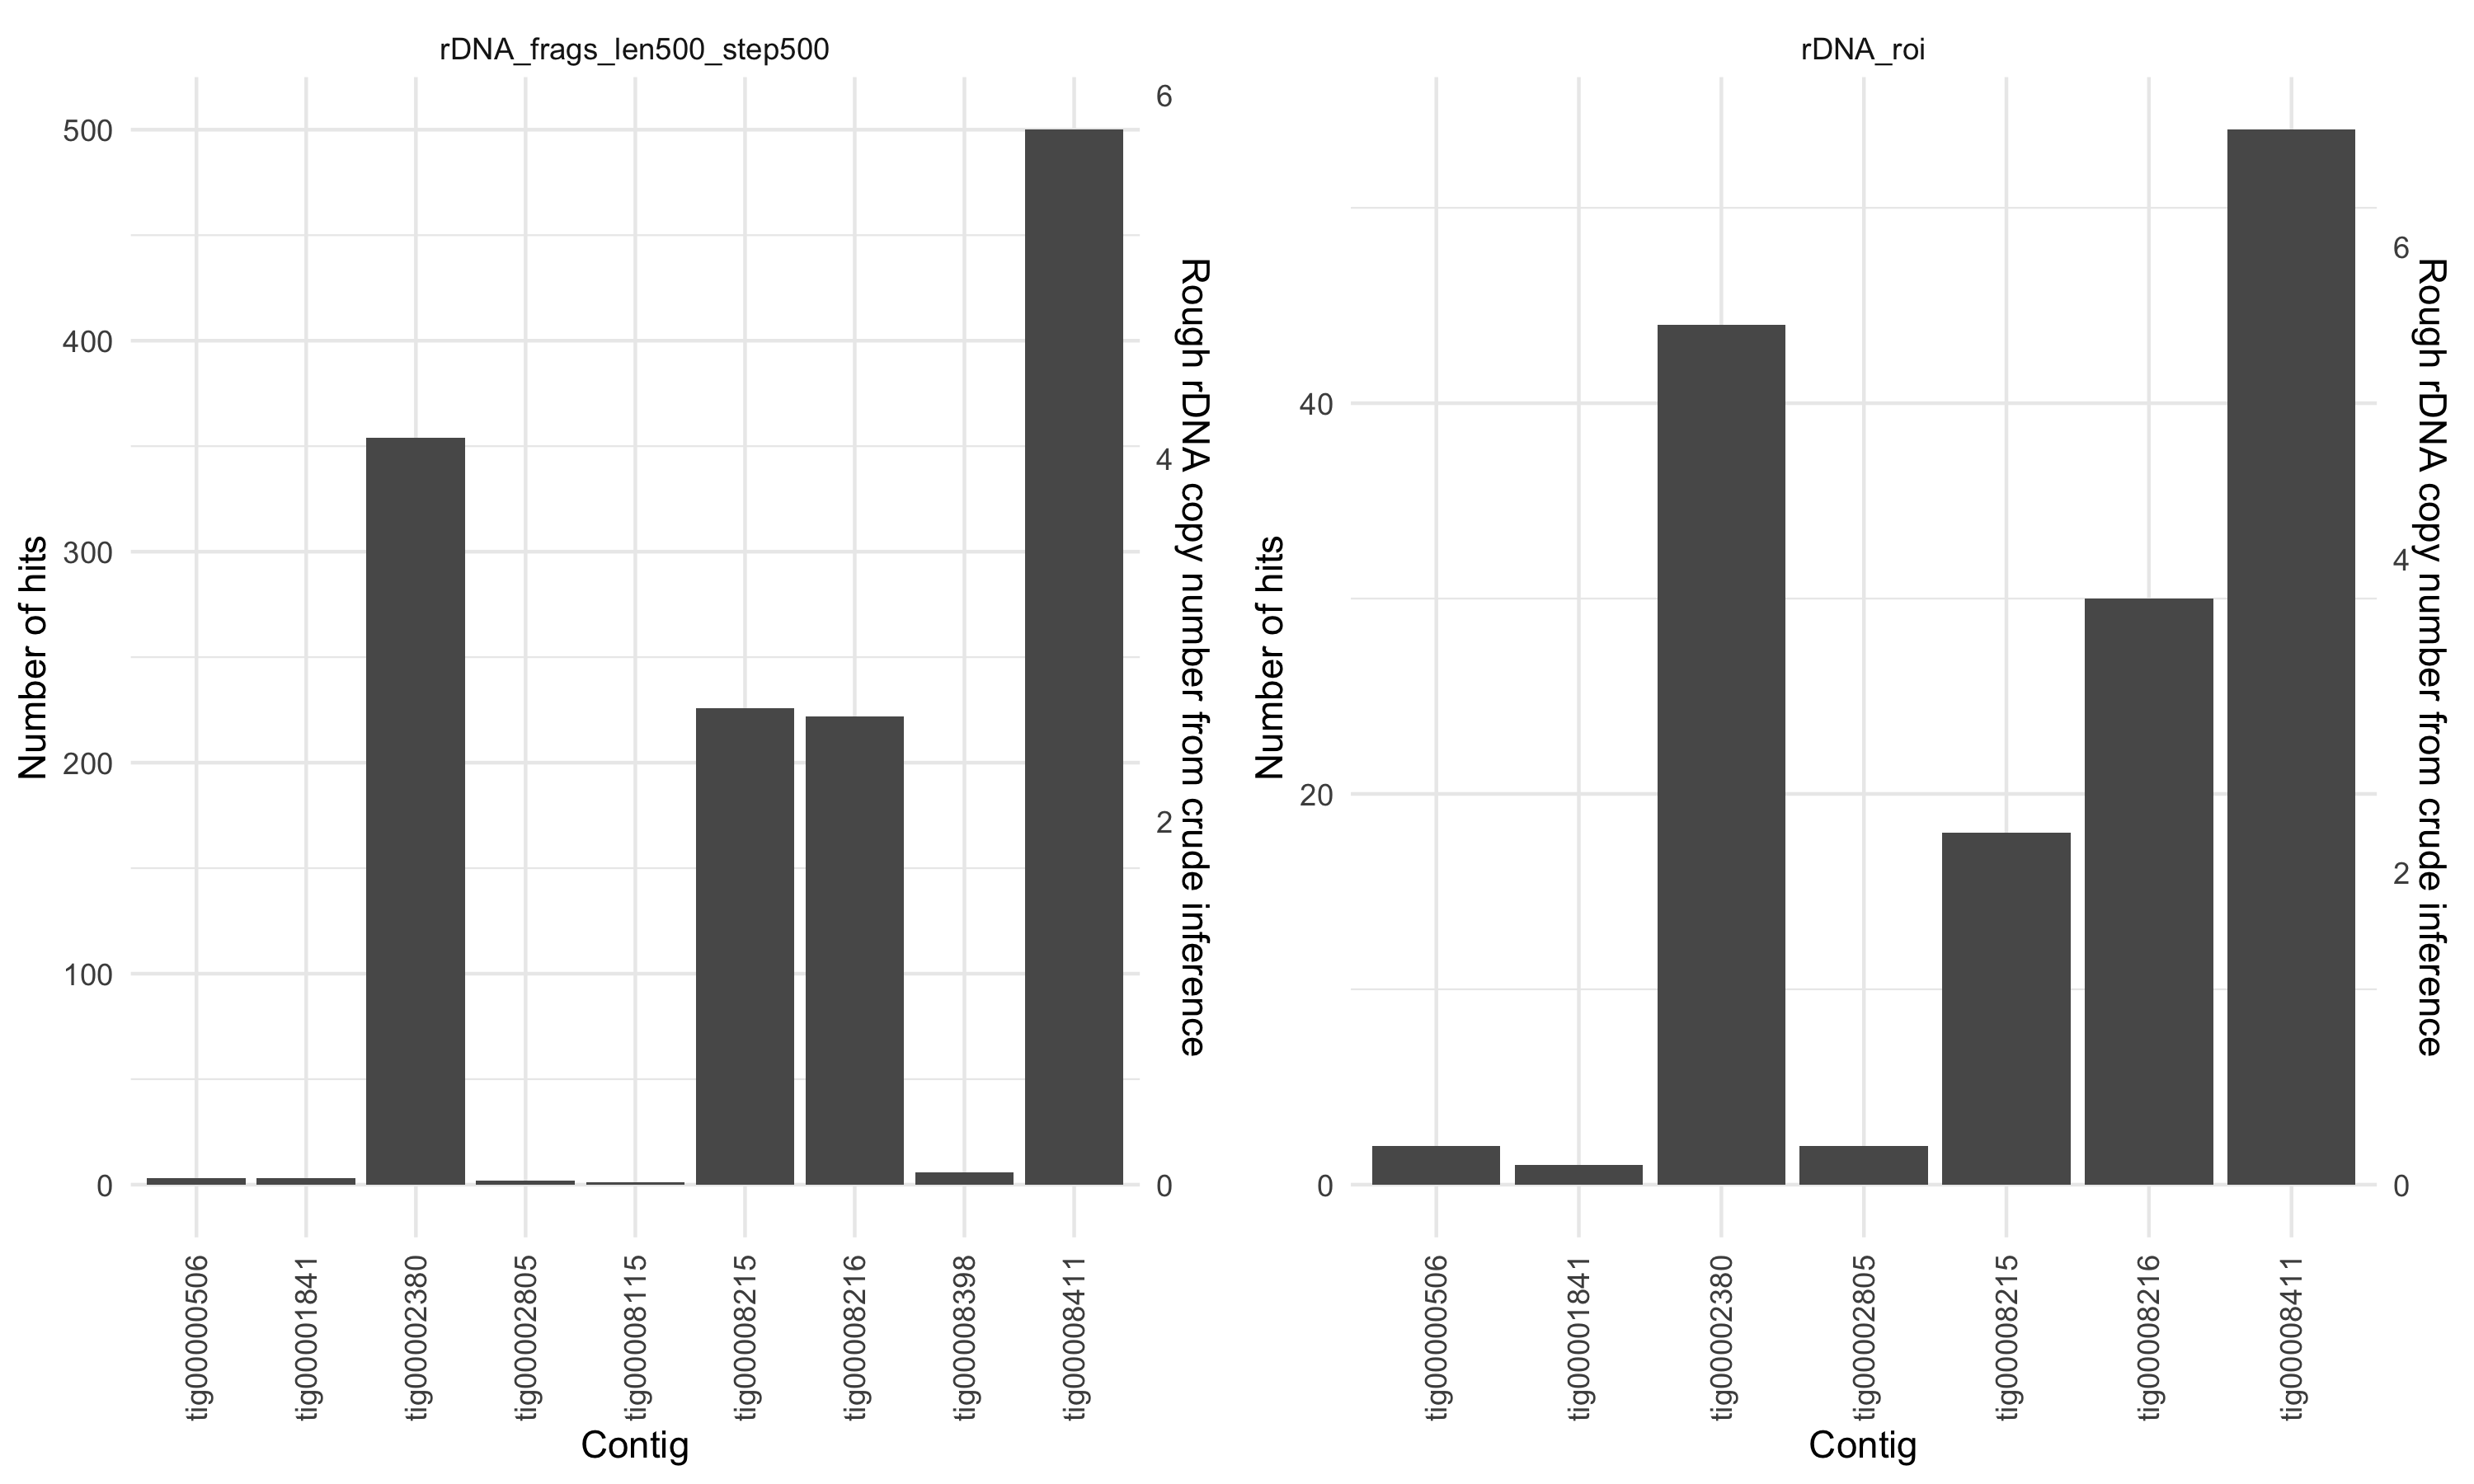 rDNA_frags_len500_step500
Number of hits
500
400
300
200
100
0
6
4
2
0
Rough rDNA copy number from crude inference
tig00000506
tig00001841
tig00002380
tig00002805
tig00008115
tig00008215
tig00008216
tig00008398
tig00008411
Contig
rDNA_roi
Number of hits
40
20
0
6
4
2
0
Rough rDNA copy number from crude inference
tig00000506
tig00001841
tig00002380
tig00002805
tig00008215
tig00008216
tig00008411
Contig